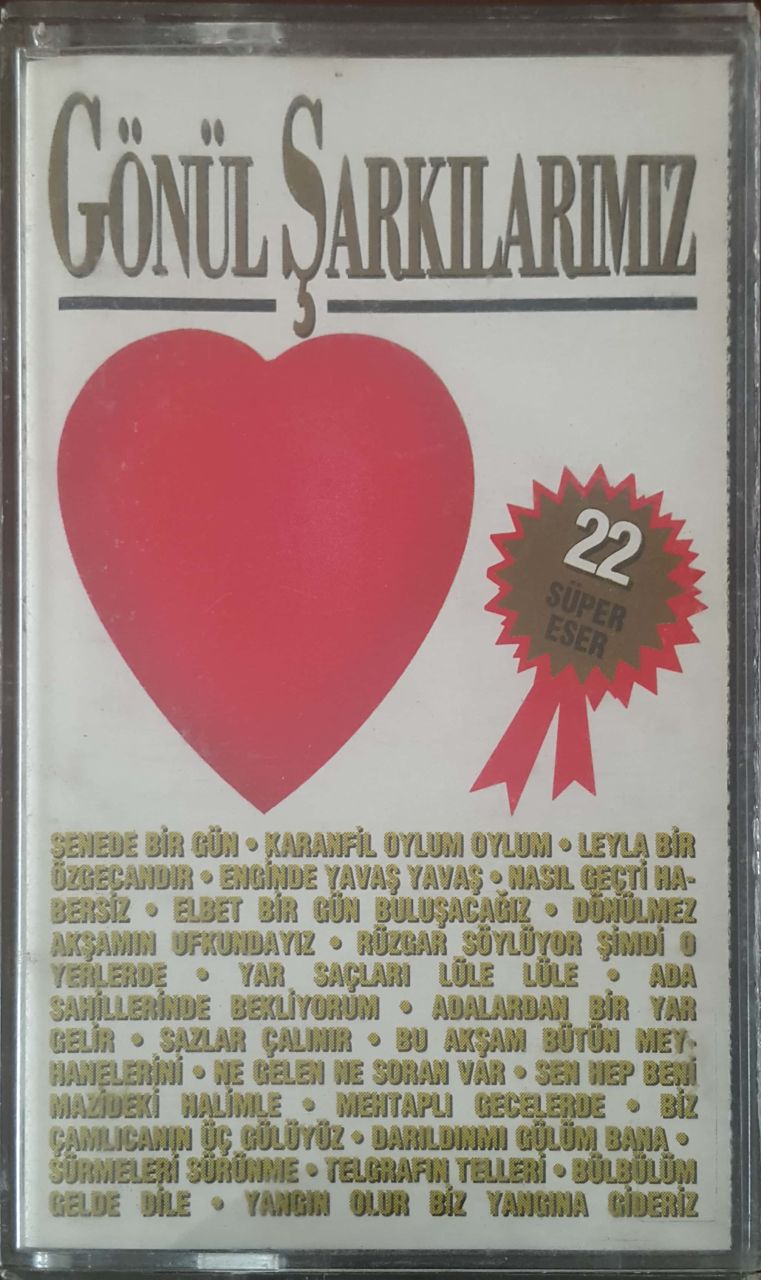 GÖNÜL ŞARKILARIMIZ
22
SÜPER
ESER
SENEDE BİR GÜN • KARANFİL OYLUM OYLUM • LEYLA BİR
ÖZGEÇANDIR • ENGİNDE YAVAŞ YAVAŞ • NASIL GEÇTİ HA-
BERSİZ • ELBET BİR GÜN BULUŞACAĞIZ • DÖNÜLMEZ
AKŞAMIN UFKUNDAYIZ • RÜZGAR SÖYLÜYOR ŞİMDİ O
YERLERDE • YAR SAÇLARI LÜLE LÜLE • ADA
SAHİLLERİNDE BEKLİYORUM • ADALARDAN BİR YAR
GELİR • SAZLAR ÇALINIR • BU AKŞAM BÜTÜN MEY-
HANELERİNİ • NE GELEN NE SORAN VAR • SEN HEP BENİ
MAZİDEKİ HALİMLE • MEHTAPLI GECELERDE • BİZ
ÇAMLICANIN ÜÇ GÜLÜYÜZ • DARILDINMI GÜLÜM BANA •
SÜRMELERİ SÜRÜNME • TELGRAFIN TELLERİ • BÜLBÜLÜM
GELDE DİLE • YANGIN OLUR BİZ YANGINA GİDERİZ